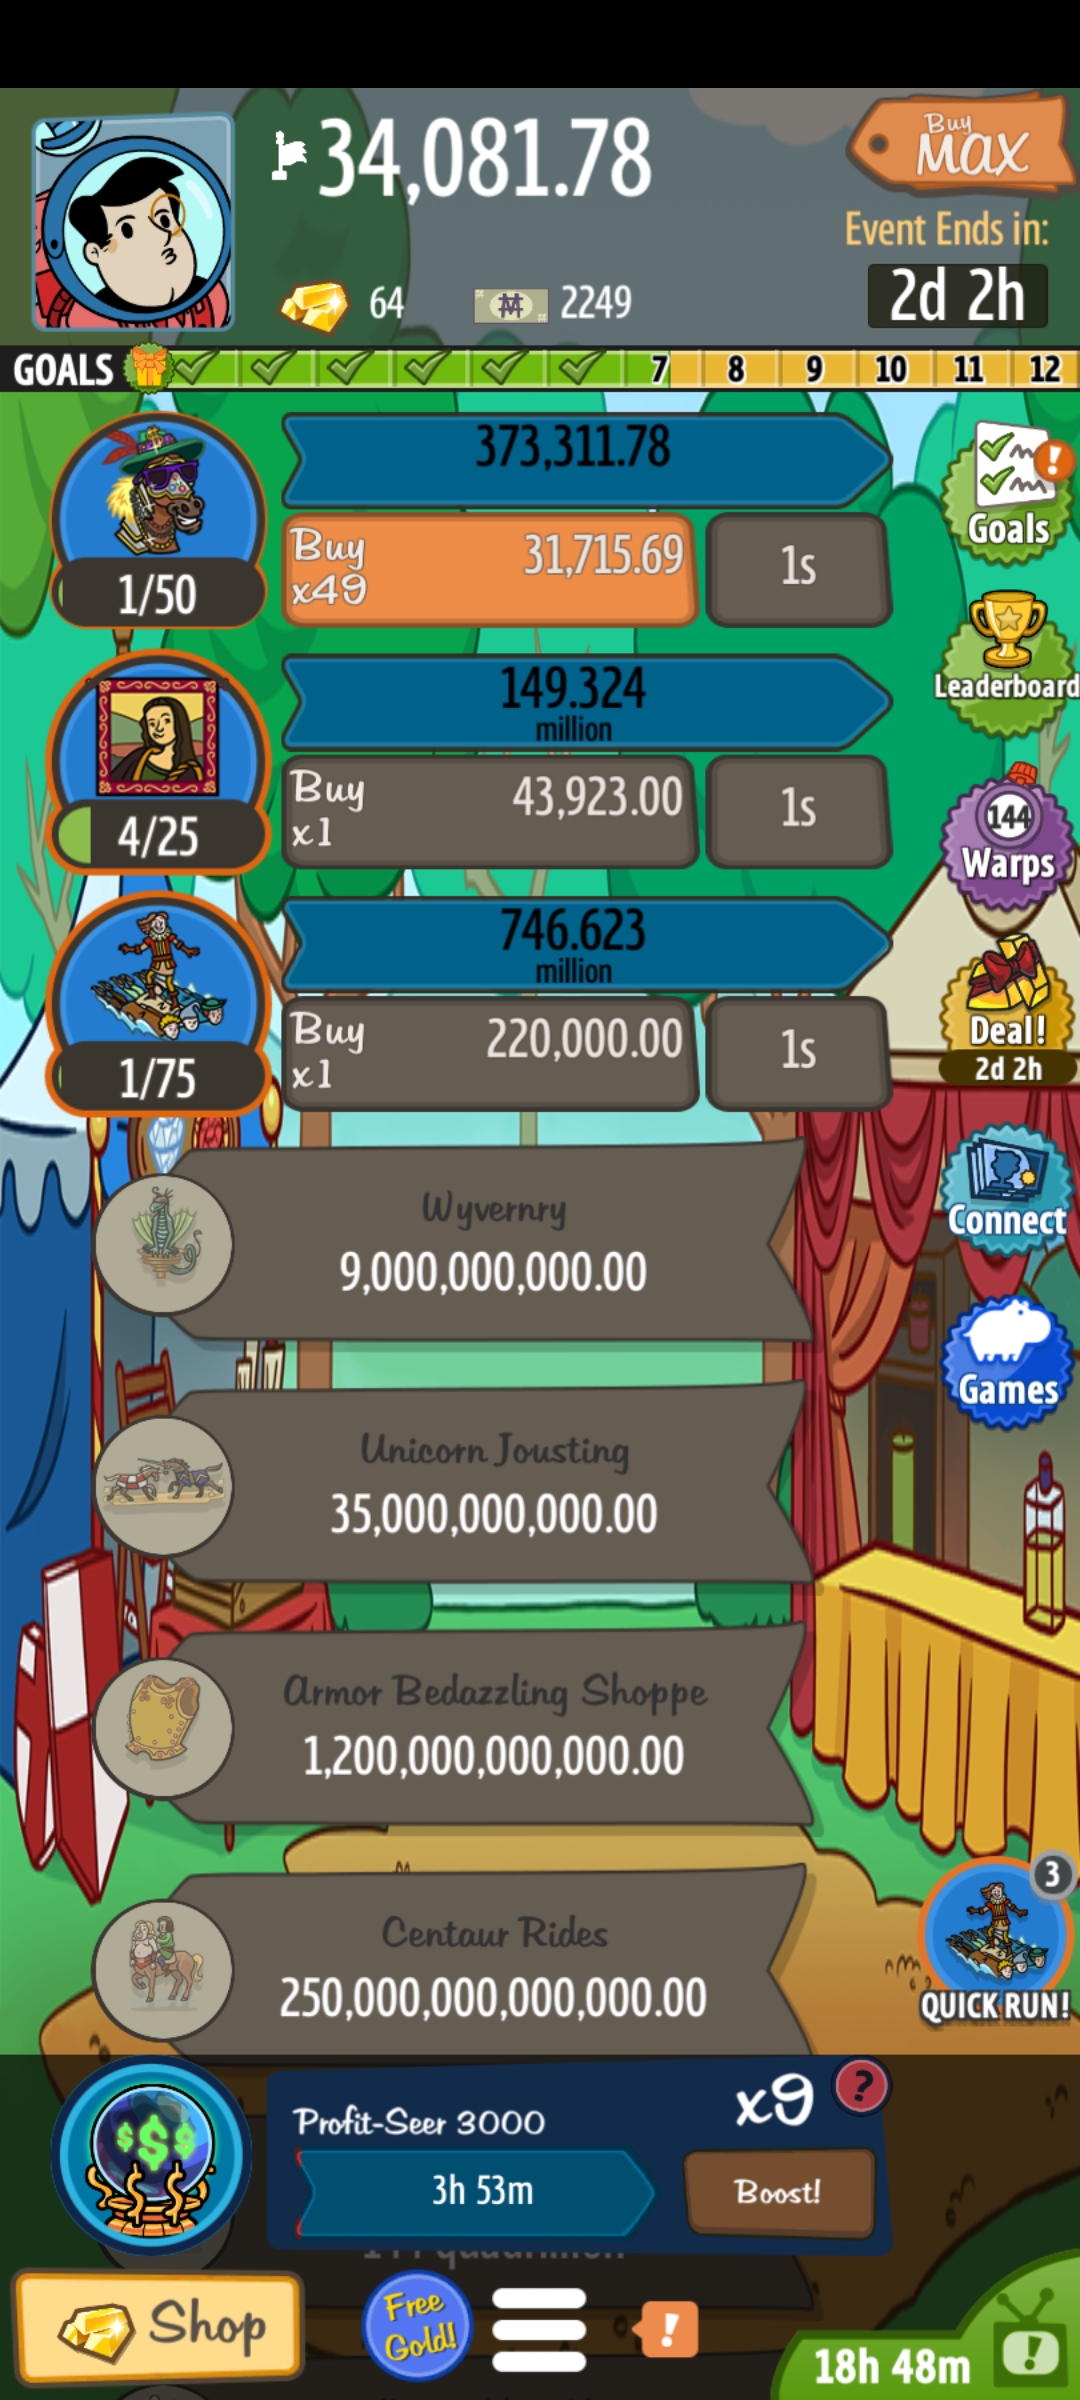 34,081.78
Buy
MAX
Event Ends in:
2d 2h
64
2249
GOALS
7 8 9 10 11 12
373,311.78
1/50
Buy
x49
31,715.69
1s
Goals
149.324
million
4/25
Buy
x1
43,923.00
1s
Leaderboard
144
Warps
746.623
million
1/75
Buy
x1
220,000.00
1s
Deal!
2d 2h
Wyvernry
9,000,000,000.00
Connect
Unicorn Jousting
35,000,000,000.00
Games
Armor Bedazzling Shoppe
1,200,000,000,000.00
Centaur Rides
250,000,000,000,000.00
3
QUICK RUN!
$$$
Profit-Seer 3000
x9
?
3h 53m
Boost!
Shop
Free
Gold!
!
18h 48m
!